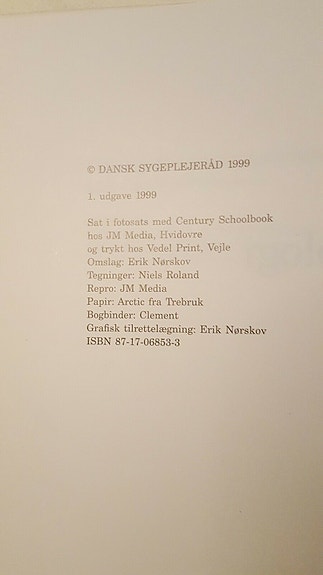 © DANSK SYGEPLEJERÅD 1999
1. udgave 1999
Sat i fotosats med Century Schoolbook
hos JM Media, Hvidovre
og trykt hos Vedel Print, Vejle
Omslag: Erik Nørskov
Tegninger: Niels Roland
Repro: JM Media
Papir: Arctic fra Trebruk
Bogbinder: Clement
Grafisk tilrettelægning: Erik Nørskov
ISBN 87-17-06853-3